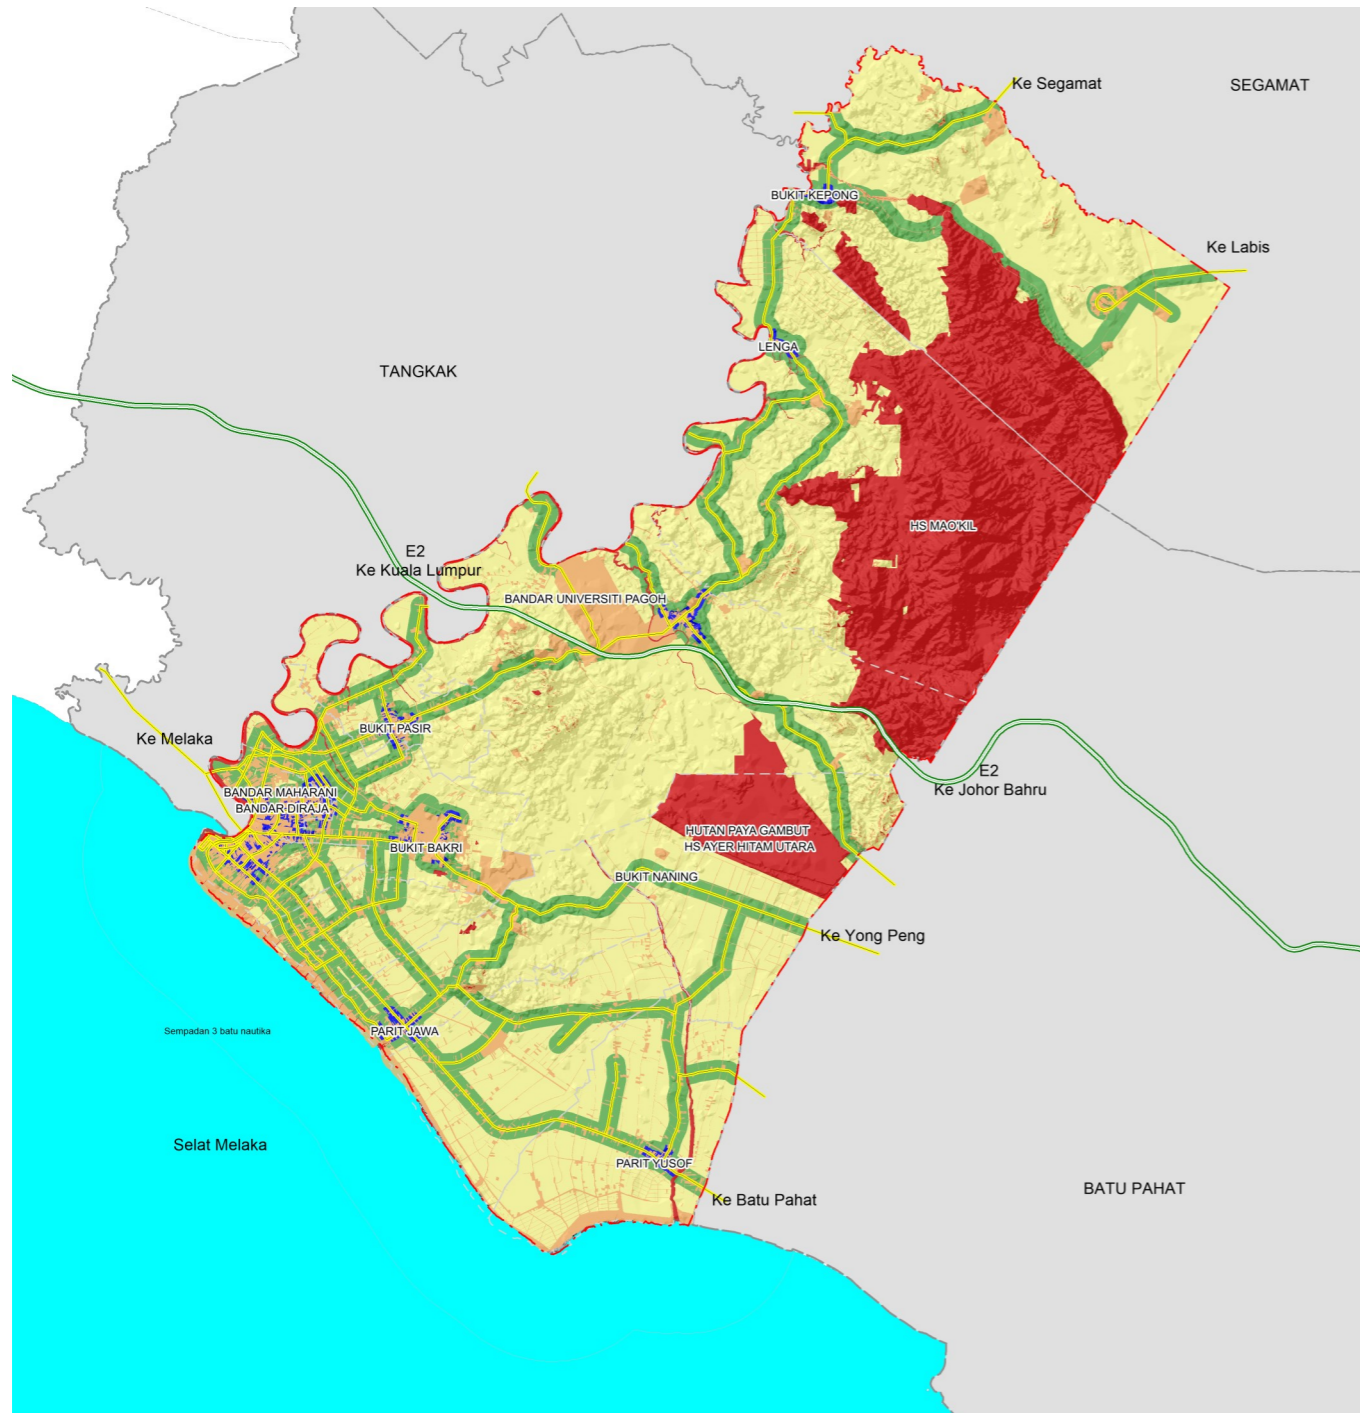 Ke Segamat
SEGAMAT
BUKIT KEPONG
Ke Labis
LENGA
TANGKAK
HS MAO'KIL
E2
Ke Kuala Lumpur
BANDAR UNIVERSITI PAGOH
BUKIT PASIR
Ke Melaka
E2
Ke Johor Bahru
BANDAR MAHARANI
BANDAR DIRAJA
HUTAN PAYA GAMBUT
HS AYER HITAM UTARA
BUKIT BAKRI
BUKIT NANING
Ke Yong Peng
Sempadan 3 batu nautika
PARIT JAWA
Selat Melaka
PARIT YUSOF
BATU PAHAT
Ke Batu Pahat